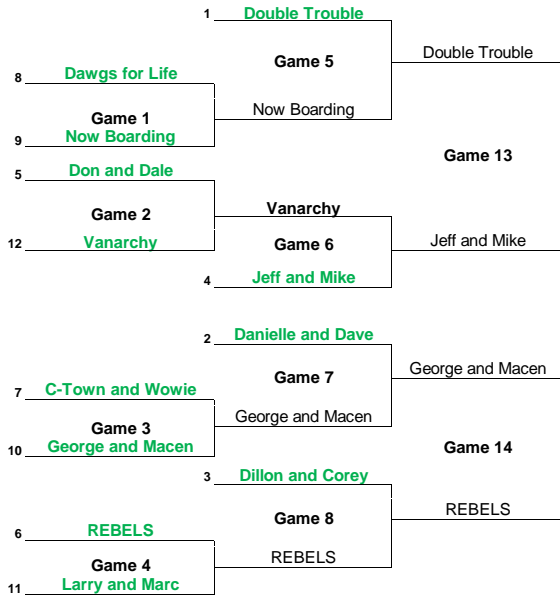 1 Double Trouble
Game 5
Double Trouble
8 Dawgs for Life
Game 1
Now Boarding
9 Now Boarding
Game 13
5 Don and Dale
Game 2
Vanarchy
12 Vanarchy
Game 6
Jeff and Mike
4 Jeff and Mike
2 Danielle and Dave
Game 7
George and Macen
7 C-Town and Wowie
Game 3
George and Macen
10 George and Macen
Game 14
3 Dillon and Corey
Game 8
REBELS
6 REBELS
Game 4
REBELS
11 Larry and Marc